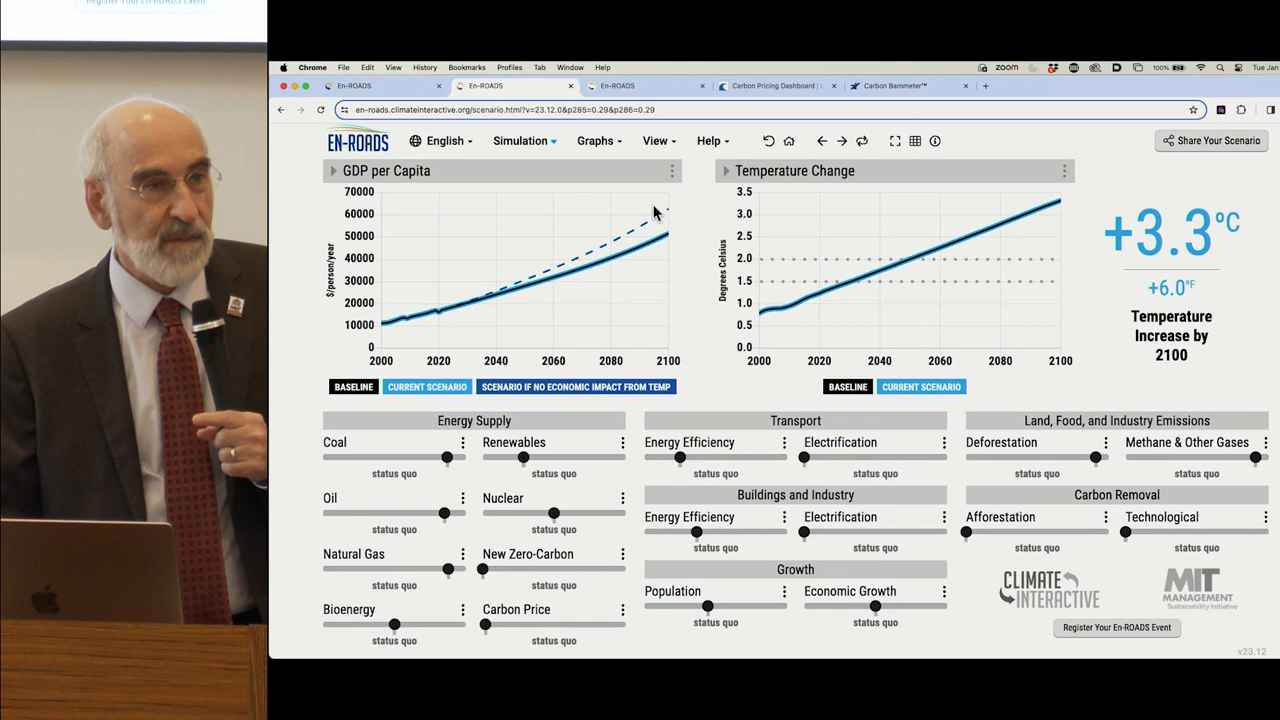 Register Your En-ROADS Event
Chrome File Edit View History Bookmarks Profiles Tab Window Help
zoom 100% Tue Jan
En-ROADS En-ROADS En-ROADS Carbon Pricing Dashboard | Carbon Barometer™
en-roads.climateinteractive.org/scenario.html?v=23.12.0&p285=0.29&p286=0.29
EN-ROADS English Simulation Graphs View Help Share Your Scenario
GDP per Capita
70000
60000
50000
40000
30000
20000
10000
0
$/person/year
2000 2020 2040 2060 2080 2100
BASELINE CURRENT SCENARIO SCENARIO IF NO ECONOMIC IMPACT FROM TEMP
Temperature Change
3.5
3.0
2.5
2.0
1.5
1.0
0.5
0.0
Degrees Celsius
2000 2020 2040 2060 2080 2100
BASELINE CURRENT SCENARIO
+3.3°C
+6.0°F
Temperature
Increase by
2100
Energy Supply
Coal Renewables
status quo status quo
Oil Nuclear
status quo status quo
Natural Gas New Zero-Carbon
status quo status quo
Bioenergy Carbon Price
status quo status quo
Transport
Energy Efficiency Electrification
status quo status quo
Buildings and Industry
Energy Efficiency Electrification
status quo status quo
Growth
Population Economic Growth
status quo status quo
Land, Food, and Industry Emissions
Deforestation Methane & Other Gases
status quo status quo
Carbon Removal
Afforestation Technological
status quo status quo
CLIMATE
INTERACTIVE
MIT
MANAGEMENT
Sustainability Initiative
Register Your En-ROADS Event
v23.12